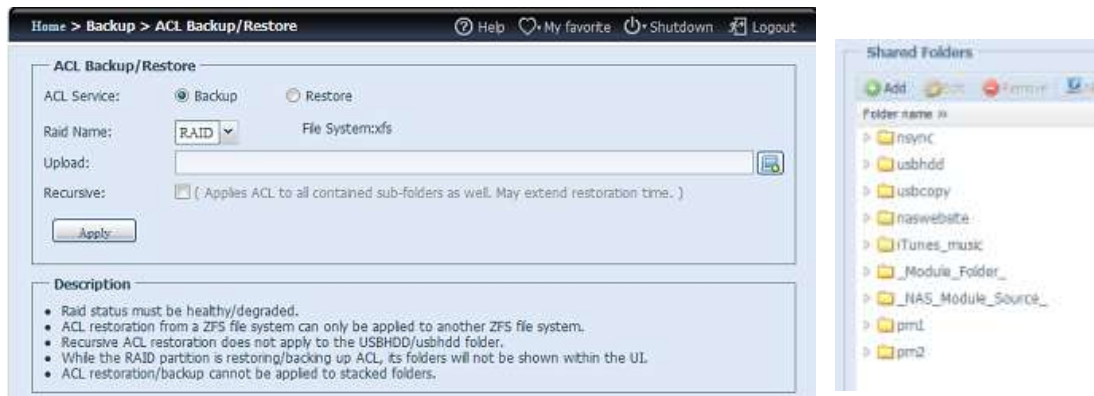 Home > Backup > ACL Backup/Restore
Help My favorite Shutdown Logout
ACL Backup/Restore
ACL Service: Backup Restore
Raid Name: RAID File System:xfs
Upload:
Recursive: ( Applies ACL to all contained sub-folders as well. May extend restoration time. )
Apply
Description
Raid status must be healthy/degraded.
ACL restoration from a ZFS file system can only be applied to another ZFS file system.
Recursive ACL restoration does not apply to the USBHDD/usbhdd folder.
While the RAID partition is restoring/backing up ACL, its folders will not be shown within the UI.
ACL restoration/backup cannot be applied to stacked folders.
Shared Folders
Add Edit Remove
Folder name
nsync
usbhdd
usbcopy
naswebsite
iTunes_music
_Module_Folder_
_NAS_Module_Source_
pm1
pm2